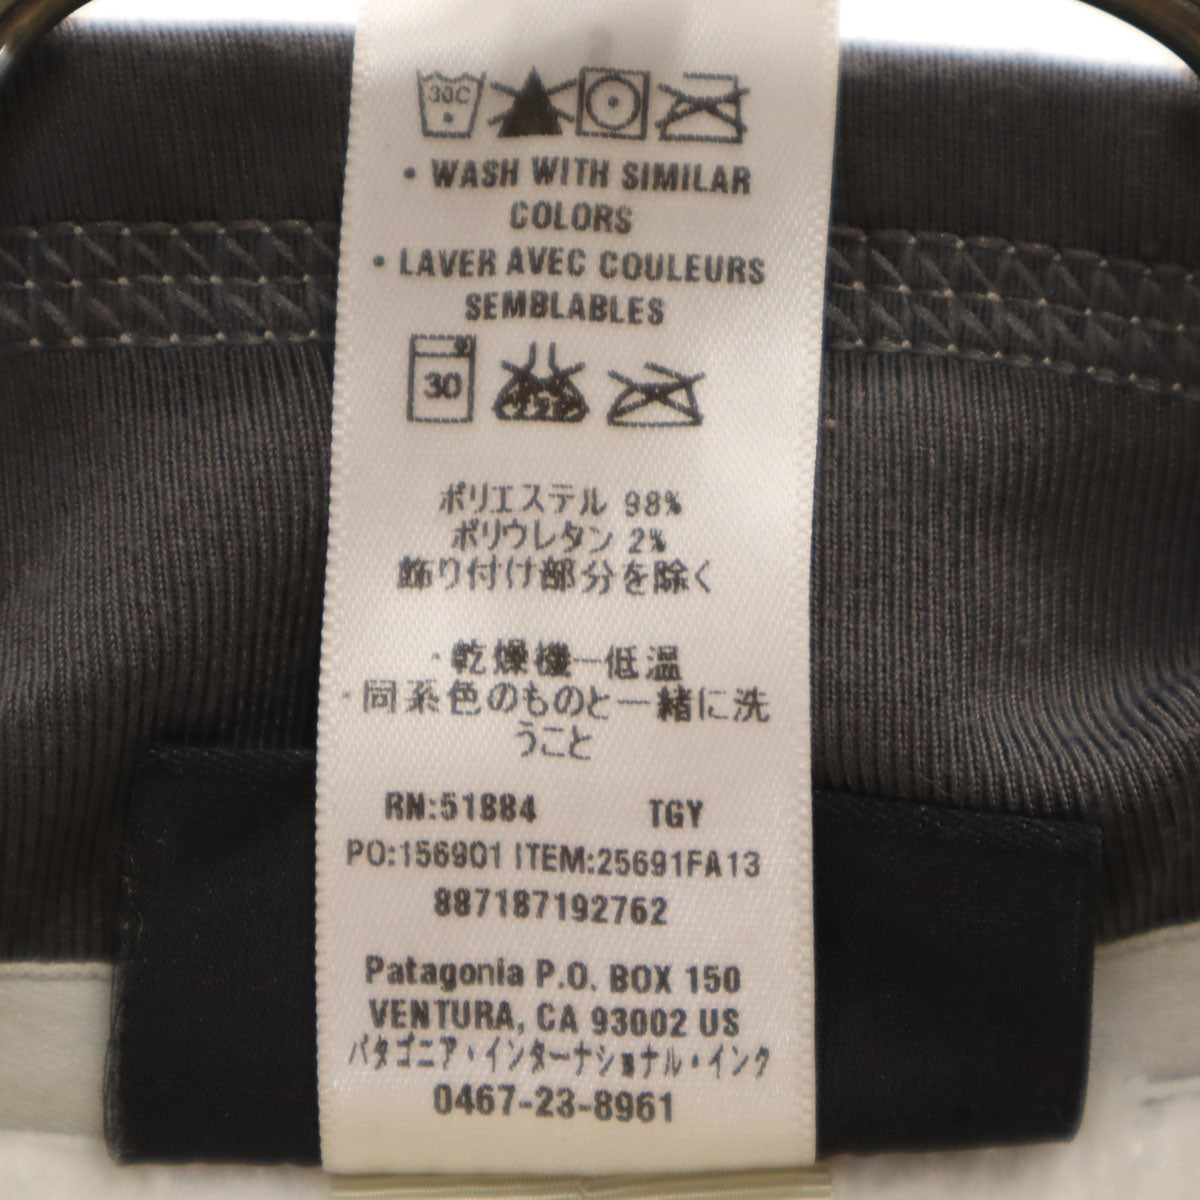 30C
• WASH WITH SIMILAR
COLORS
• LAVER AVEC COULEURS
SEMBLABLES
30
ポリエステル 98%
ポリウレタン 2%
飾り付け部分を除く
・乾燥機一低温
・同系色のものと一緒に洗
うこと
RN:51884 TGY
PO:156901 ITEM:25691FA13
887187192762
Patagonia P.O. BOX 150
VENTURA, CA 93002 US
パタゴニア・インターナショナル・インク
0467-23-8961